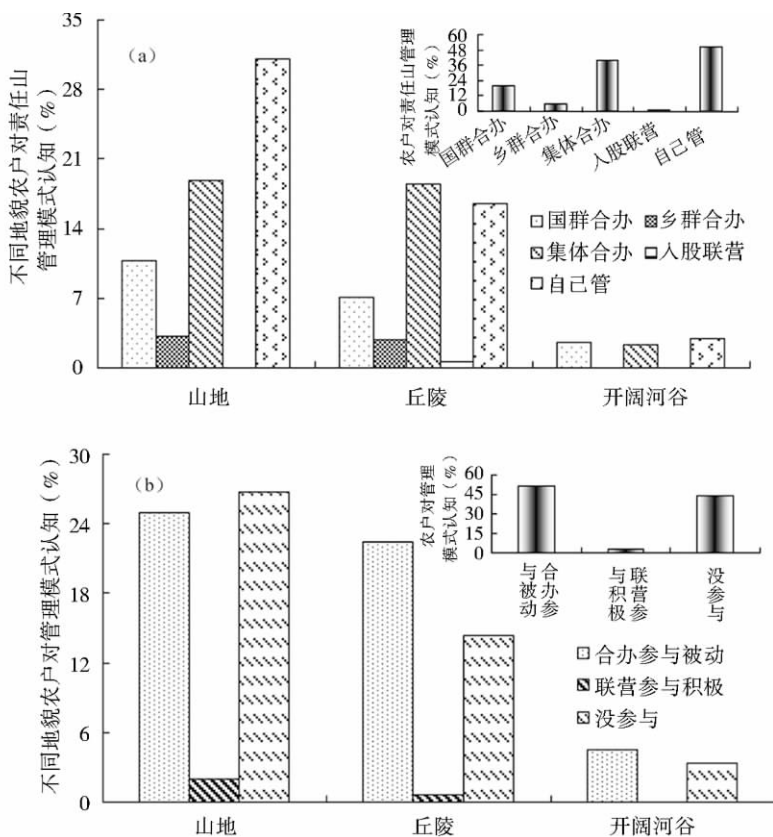 (a)
不同地貌农户对责任山
管理模式认知(%)
35
28
21
14
7
0
山地 丘陵 开阔河谷
农户对责任山管理
模式认知(%)
60
48
36
24
12
0
国群合办 乡群合办 集体合办 入股联营 自己管
国群合办 乡群合办
集体合办 入股联营
自己管
(b)
不同地貌农户对管理模式认知(%)
30
24
18
12
6
0
山地 丘陵 开阔河谷
农户对管理
模式认知(%)
60
45
30
15
0
合办参
与被动
联营参
与积极
没参与
合办参与被动
联营参与积极
没参与